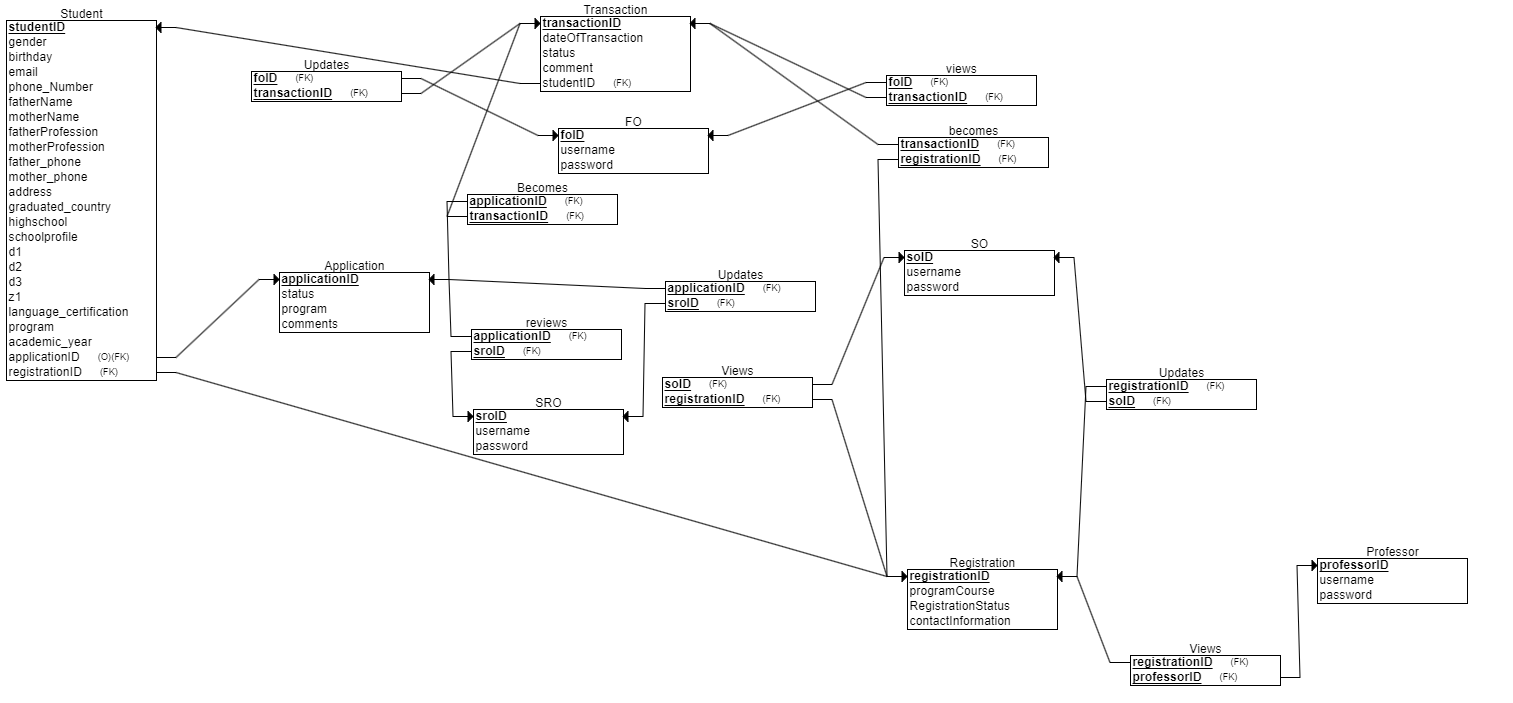 Student
studentID
gender
birthday
email
phone_Number
fatherName
motherName
fatherProfession
motherProfession
father_phone
mother_phone
address
graduated_country
highschool
schoolprofile
d1
d2
d3
z1
language_certification
program
academic_year
applicationID (O)(FK)
registrationID (FK)
Updates
foID (FK)
transactionID (FK)
Transaction
transactionID
dateOfTransaction
status
comment
studentID (FK)
views
foID (FK)
transactionID (FK)
FO
foID
username
password
becomes
transactionID (FK)
registrationID (FK)
Becomes
applicationID (FK)
transactionID (FK)
SO
soID
username
password
Application
applicationID
status
program
comments
Updates
applicationID (FK)
sroID (FK)
reviews
applicationID (FK)
sroID (FK)
Views
soID (FK)
registrationID (FK)
Updates
registrationID (FK)
soID (FK)
SRO
sroID
username
password
Registration
registrationID
programCourse
RegistrationStatus
contactInformation
Professor
professorID
username
password
Views
registrationID (FK)
professorID (FK)